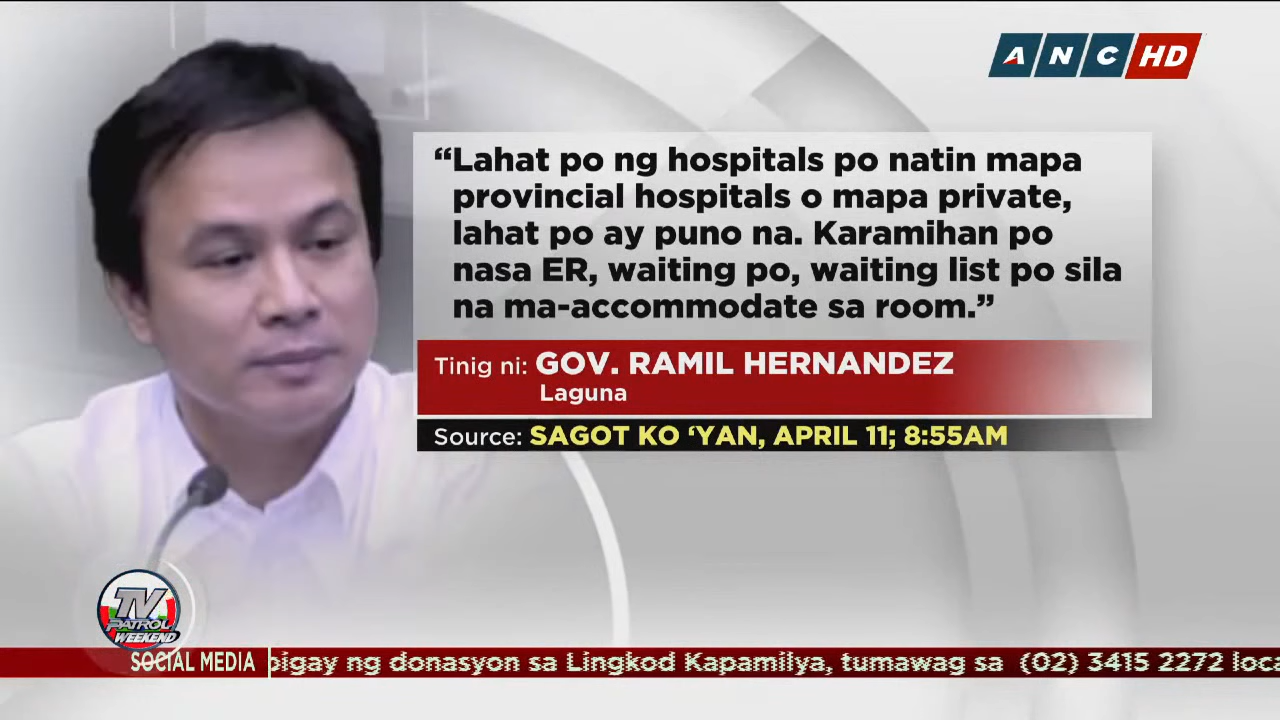 ANC HD
“Lahat po ng hospitals po natin mapa
provincial hospitals o mapa private,
lahat po ay puno na. Karamihan po
nasa ER, waiting po, waiting list po sila
na ma-accommodate sa room.”
Tinig ni: GOV. RAMIL HERNANDEZ
Laguna
Source: SAGOT KO ‘YAN, APRIL 11; 8:55AM
TV
PATROL
WEEKEND
SOCIAL MEDIA bigay ng donasyon sa Lingkod Kapamilya, tumawag sa (02) 3415 2272 loca